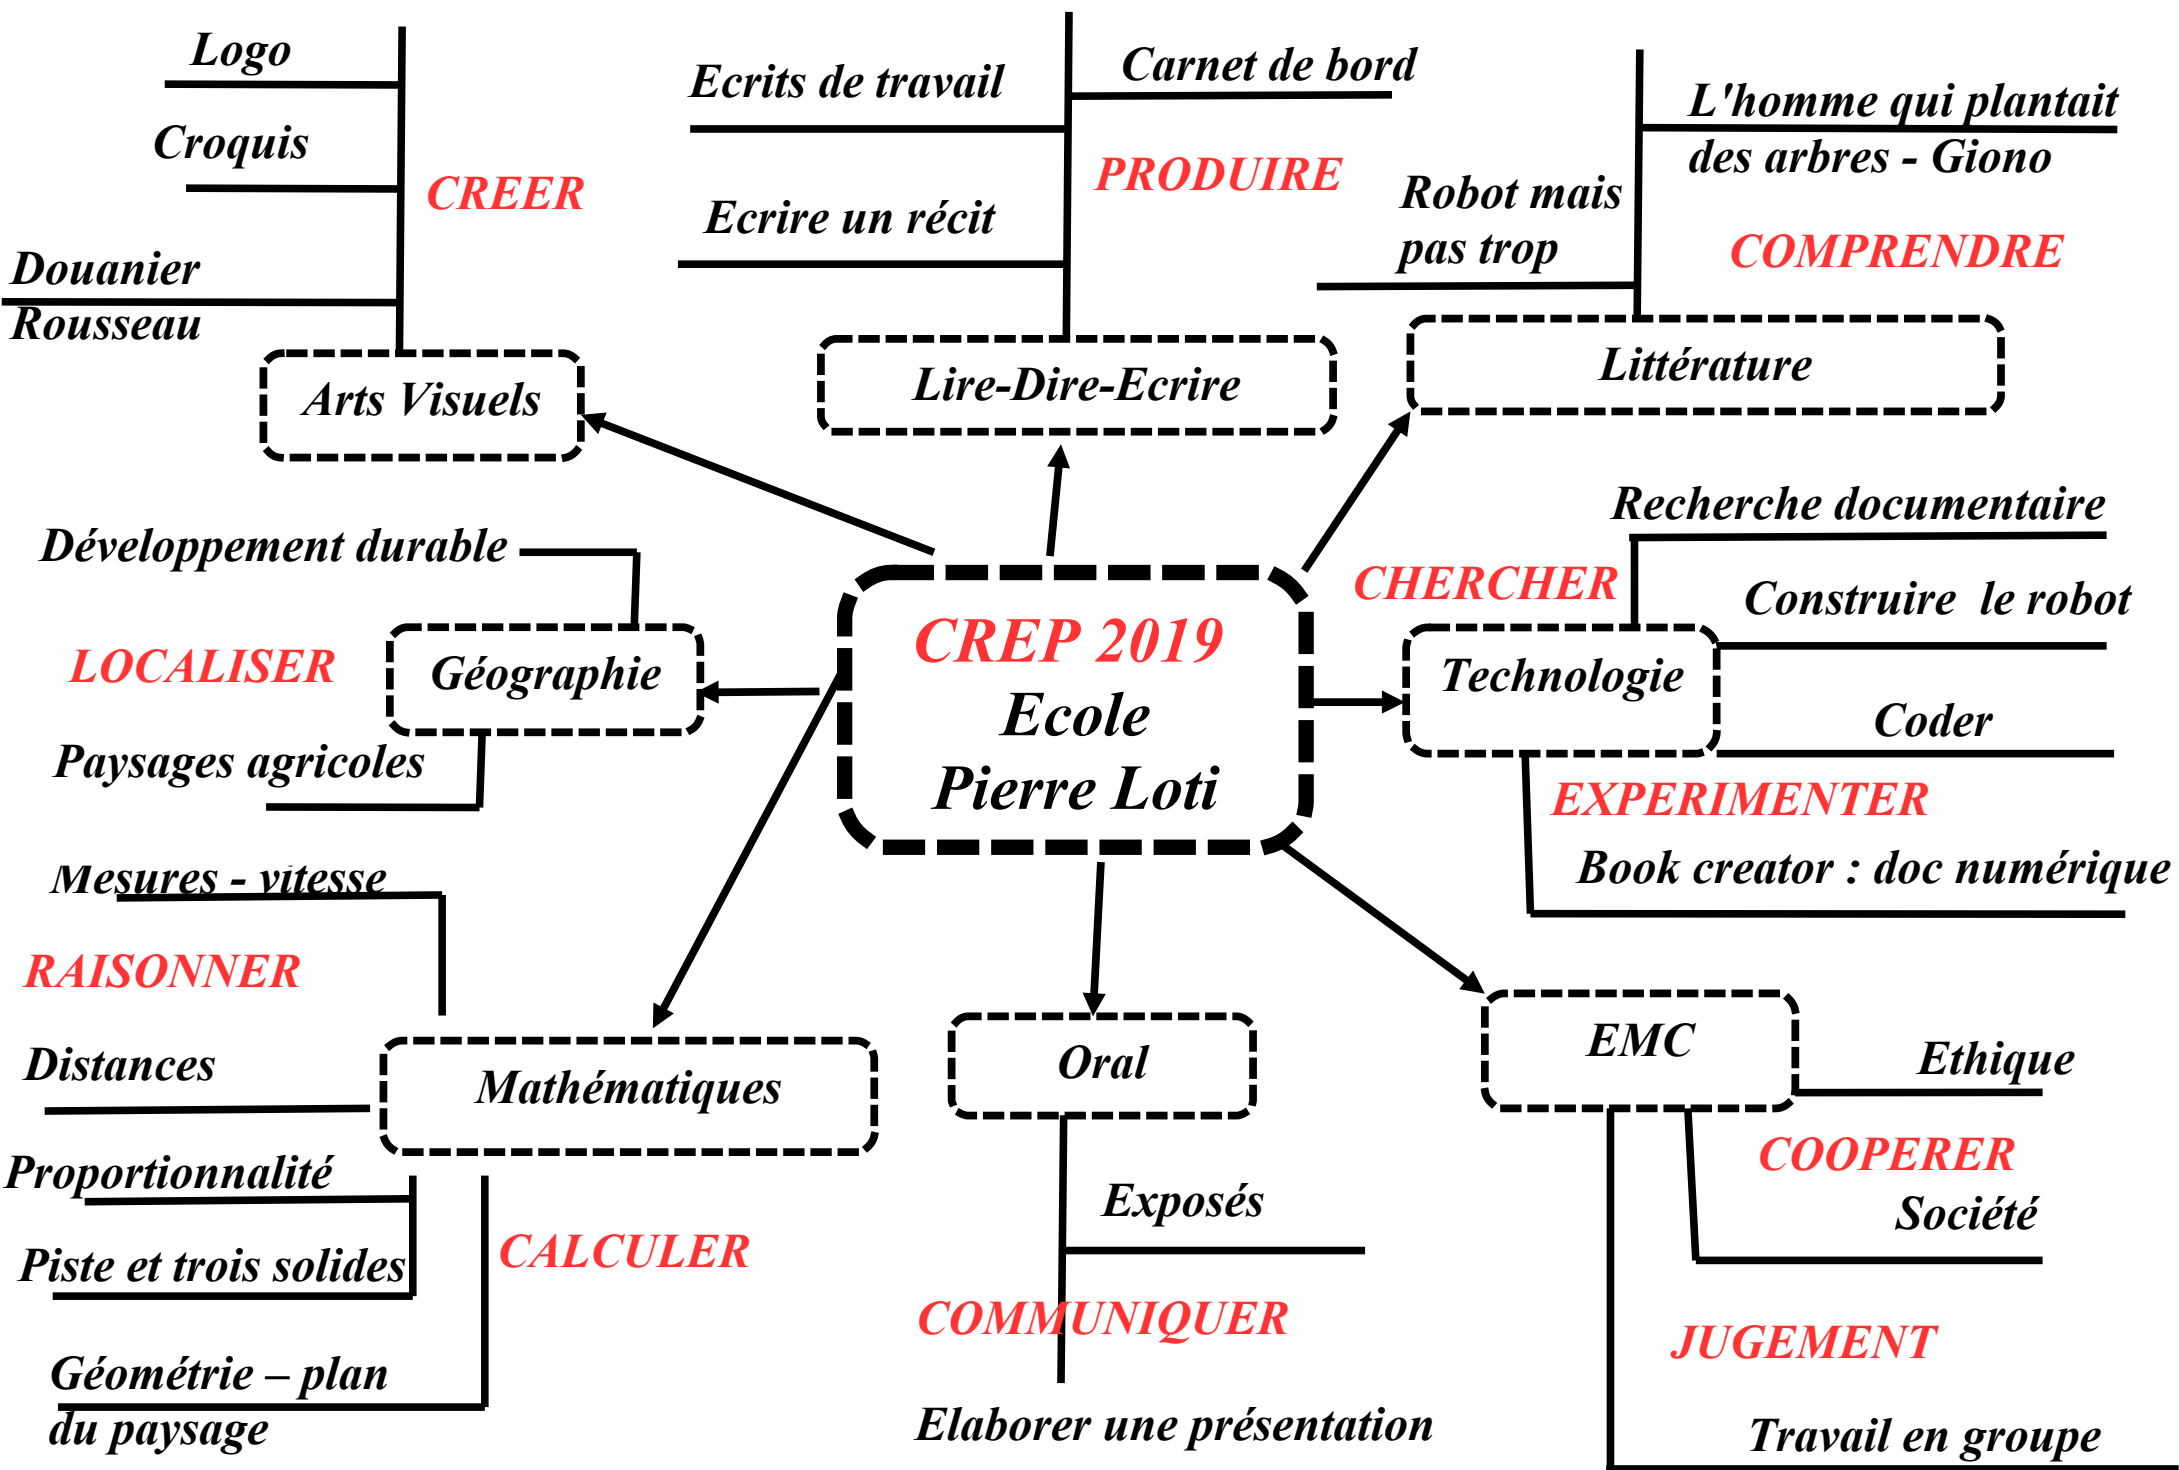 Logo
Croquis
CREER
Douanier
Rousseau
Arts Visuels
Ecrits de travail
Carnet de bord
PRODUIRE
Ecrire un récit
Lire-Dire-Ecrire
L'homme qui plantait
des arbres - Giono
Robot mais
pas trop
COMPRENDRE
Littérature
Développement durable
LOCALISER
Géographie
Paysages agricoles
CREP 2019
Ecole
Pierre Loti
Recherche documentaire
CHERCHER
Construire le robot
Technologie
Coder
EXPERIMENTER
Book creator : doc numérique
Mesures - vitesse
RAISONNER
Distances
Mathématiques
Proportionnalité
Piste et trois solides
CALCULER
Géométrie – plan
du paysage
Oral
Exposés
COMMUNIQUER
Elaborer une présentation
EMC
Ethique
COOPERER
Société
JUGEMENT
Travail en groupe